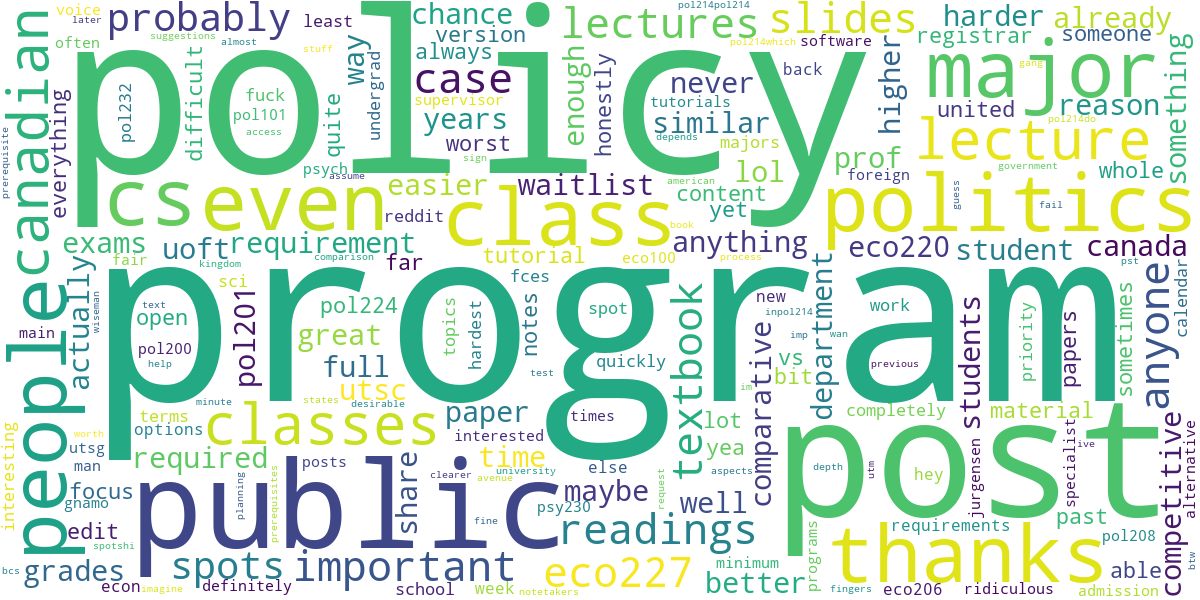 voice
later
probably
suggestions
often
almost
least
stuff
chance
version
always
way
undergrad
difficult
quite
canadian
everything
prerequisite
policy
pol232
fuck
pol101
access
psych
assume
case
supervisor
years
worst
sign
lectures
enough
honestly
slides
pol214pol214
pol214which
software
back
never
tutorials
similar
depends
majors
harder
already
registrar
someone
higher
major
gang
united
reason
pol214do
something
lecture
prof
foreign
government
whole
american
lol
content
yet
guess
fail
politics
cs
even
easier
reddit
waitlist
class
book
people
exams
fair
uoft
kingdom
requirement
comparison
far
tutorial
fces
eco100
anything
process
eco220
student
canada
pst
sci
actually
wiseman
main
open
text
pol200
help
pol201
pol224
great
full
topics
hardest
notes
test
program
spot
inpol214
quickly
textbook
new
comparative
imp
vs
bit
im
department
work
wan
previous
calendar
students
priority
papers
sometimes
anyone
states
minute
desirable
utsc
terms
options
classes
paper
interested
times
lot
yea
aspects
completely
material
interesting
worth
utsg
man
required
focus
gnamo
edit
spotshi
bcs
grades
econ
imagine
planning
prerequisites
public
posts
share
clearer
university
avenue
time
else
maybe
psy230
request
well
fine
readings
depth
utm
hey
post
jurgensen
specialist
live
competitive
alternative
btw
requirements
past
pol208
programs
spots
important
definitely
school
week
notetakers
eco227
better
minimum
fingers
thanks
eco206
ridiculous
able
admission